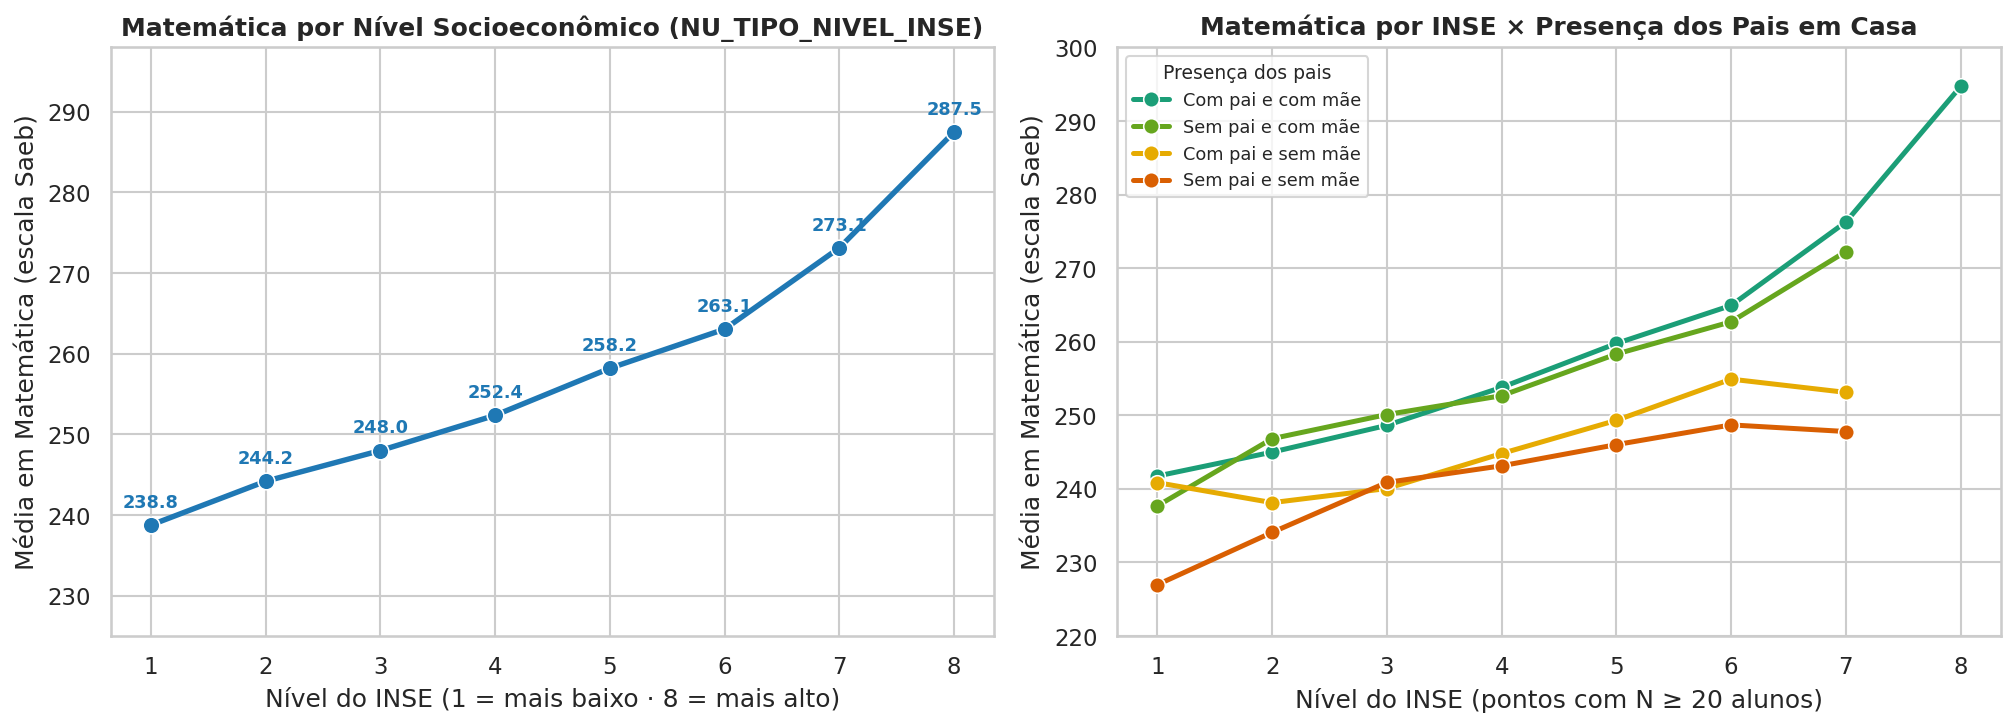 Matemática por Nível Socioeconômico (NU_TIPO_NIVEL_INSE)
Média em Matemática (escala Saeb)
290
280
270
260
250
240
230
238.8
244.2
248.0
252.4
258.2
263.1
273.1
287.5
1 2 3 4 5 6 7 8
Nível do INSE (1 = mais baixo · 8 = mais alto)
Matemática por INSE × Presença dos Pais em Casa
Média em Matemática (escala Saeb)
300
290
280
270
260
250
240
230
220
Presença dos pais
Com pai e com mãe
Sem pai e com mãe
Com pai e sem mãe
Sem pai e sem mãe
1 2 3 4 5 6 7 8
Nível do INSE (pontos com N ≥ 20 alunos)